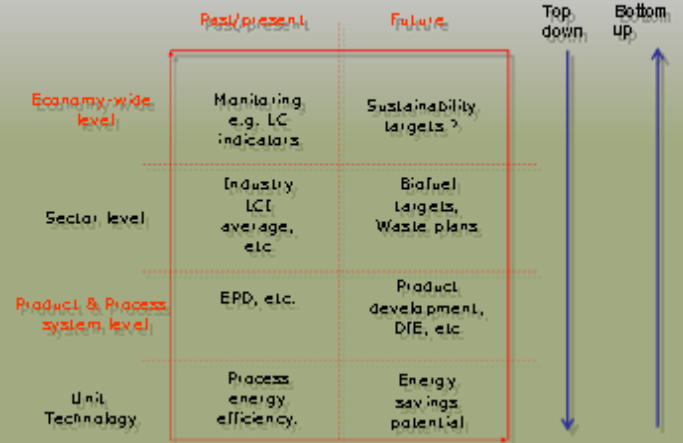 Past/present Future Top down Bottom up
Economy-wide level
Monitoring e.g. LC indicators
Sustainability targets ?
Sector level
Industry LCI average, etc
Biofuel targets, Waste plans
Product & Process system level
EPD, etc.
Product development, DfE, etc
Unit Technology
Process energy efficiency.
Energy savings potential